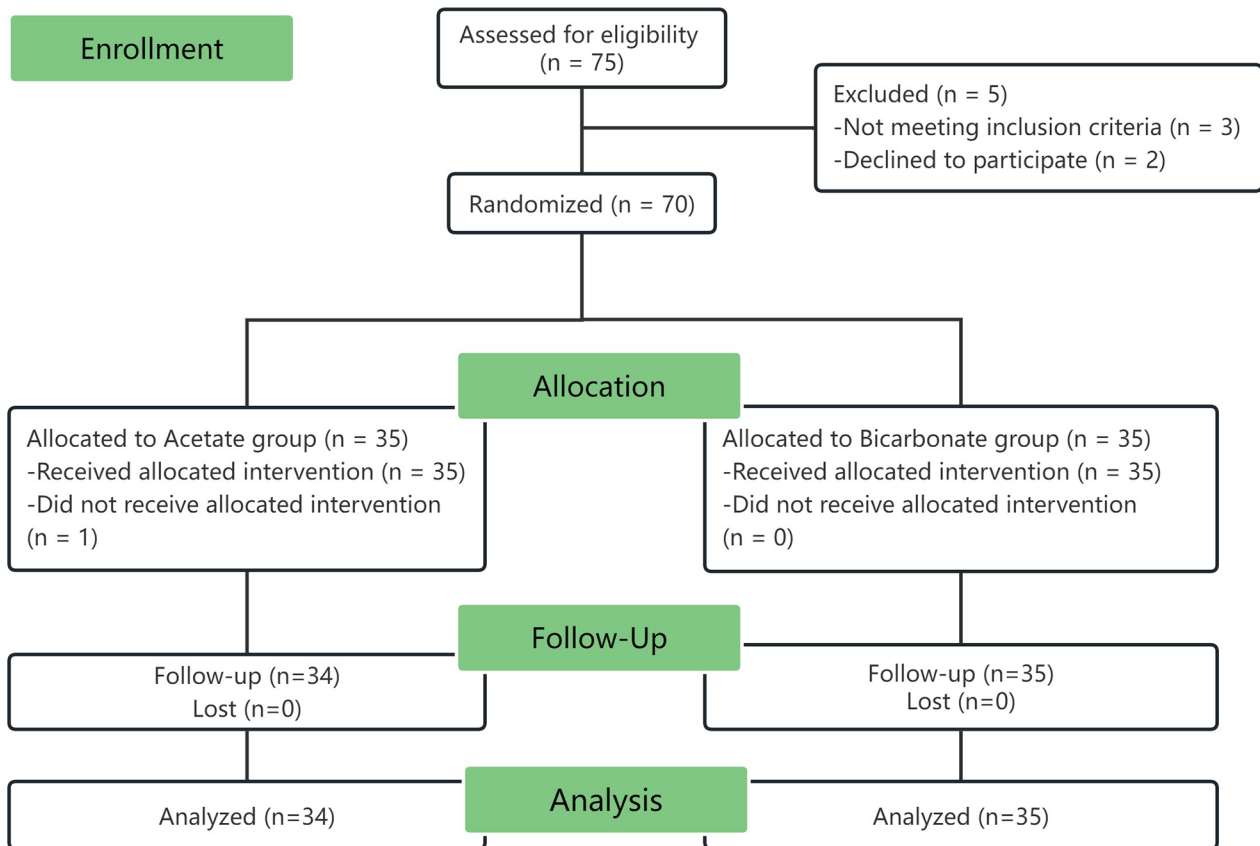 Enrollment
Assessed for eligibility
(n = 75)
Excluded (n = 5)
-Not meeting inclusion criteria (n = 3)
-Declined to participate (n = 2)
Randomized (n = 70)
Allocation
Allocated to Acetate group (n = 35)
-Received allocated intervention (n = 35)
-Did not receive allocated intervention
(n = 1)
Allocated to Bicarbonate group (n = 35)
-Received allocated intervention (n = 35)
-Did not receive allocated intervention
(n = 0)
Follow-Up
Follow-up (n=34)
Lost (n=0)
Follow-up (n=35)
Lost (n=0)
Analysis
Analyzed (n=34)
Analyzed (n=35)